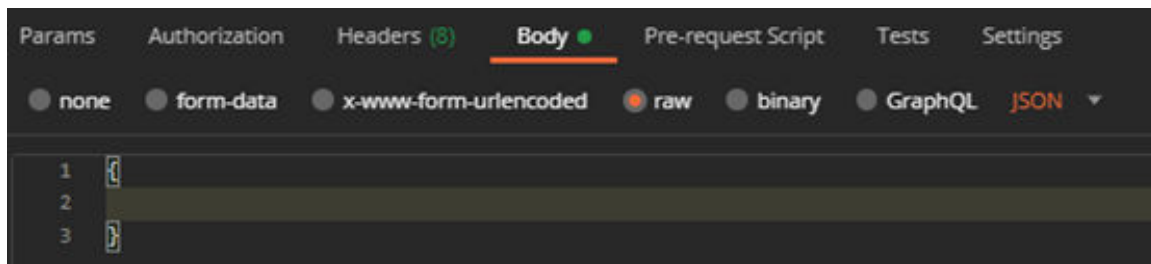 Params Authorization Headers (8) Body Pre-request Script Tests Settings
none form-data x-www-form-urlencoded raw binary GraphQL JSON
1 {
2
3 }